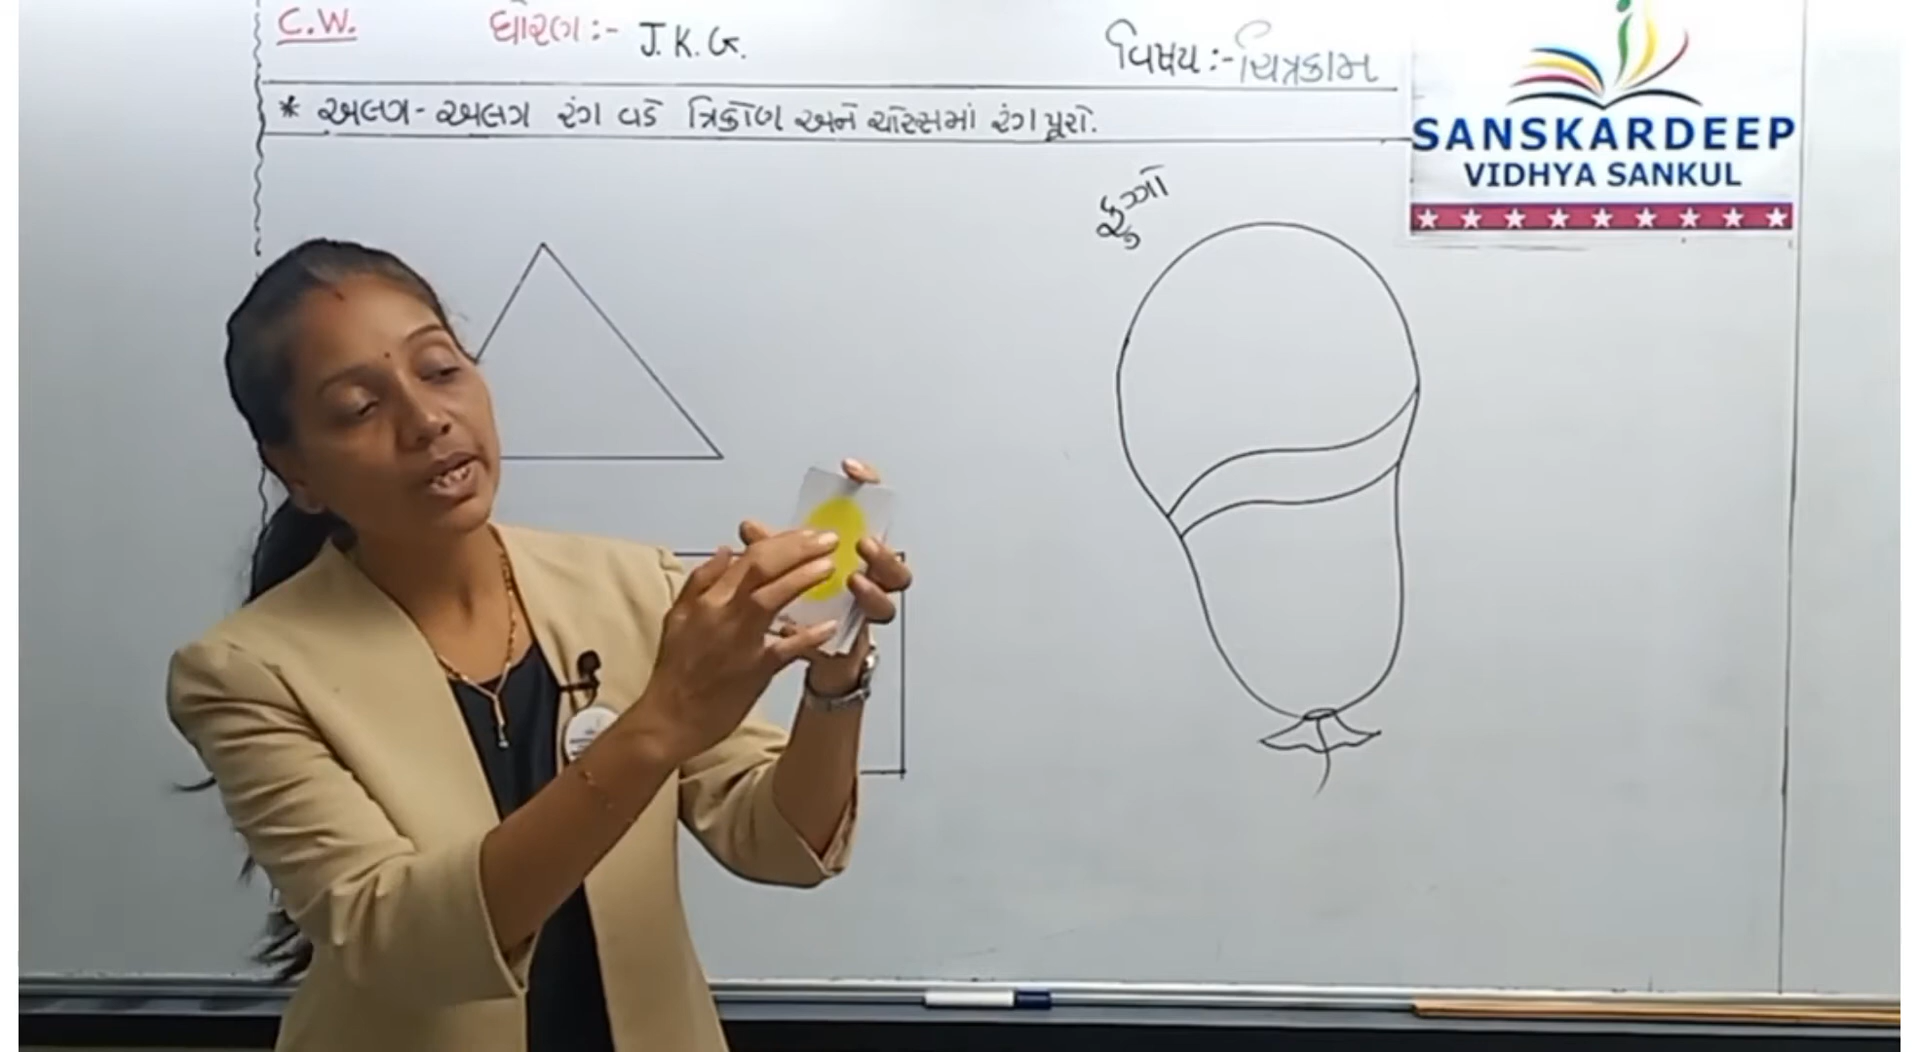 C.W. ધોરણ:- J.K.G. વિષય:- ચિત્રકામ
* અલગ-અલગ રંગ વડે ત્રિકોણ અને ચોરસમાં રંગ પૂરો.
ફુગ્ગો
SANSKARDEEP
VIDHYA SANKUL